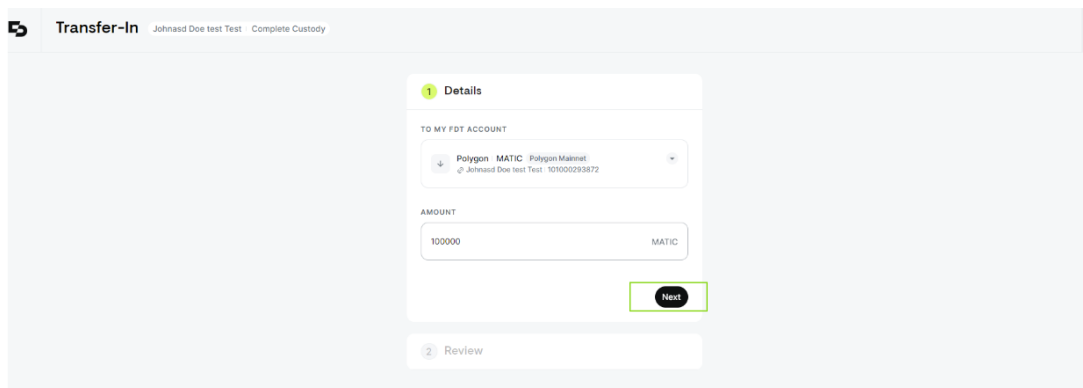 Transfer-In Johnasd Doe test Test Complete Custody
1 Details
TO MY FDT ACCOUNT
Polygon MATIC Polygon Mainnet
Johnasd Doe test Test 101000293872
AMOUNT
100000 MATIC
Next
2 Review